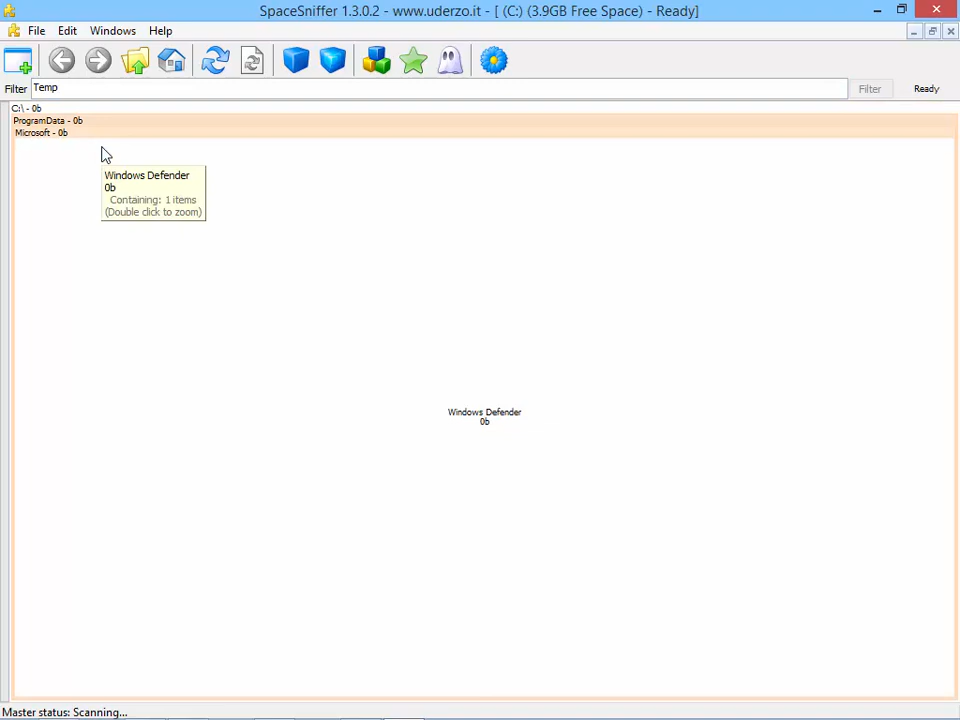 SpaceSniffer 1.3.0.2 - www.uderzo.it - [ (C:) (3.9GB Free Space) - Ready]
File Edit Windows Help
Filter Temp Filter Ready
C:\ - 0b
ProgramData - 0b
Microsoft - 0b
Windows Defender
0b
Containing: 1 items
(Double click to zoom)
Windows Defender
0b
Master status: Scanning...